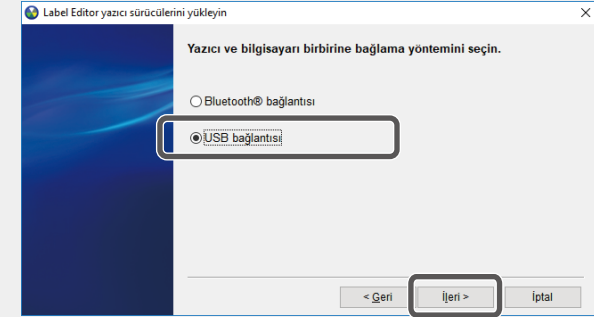 Label Editor yazıcı sürücülerini yükleyin
Yazıcı ve bilgisayarı birbirine bağlama yöntemini seçin.
Bluetooth® bağlantısı
USB bağlantısı
< Geri
İleri >
İptal